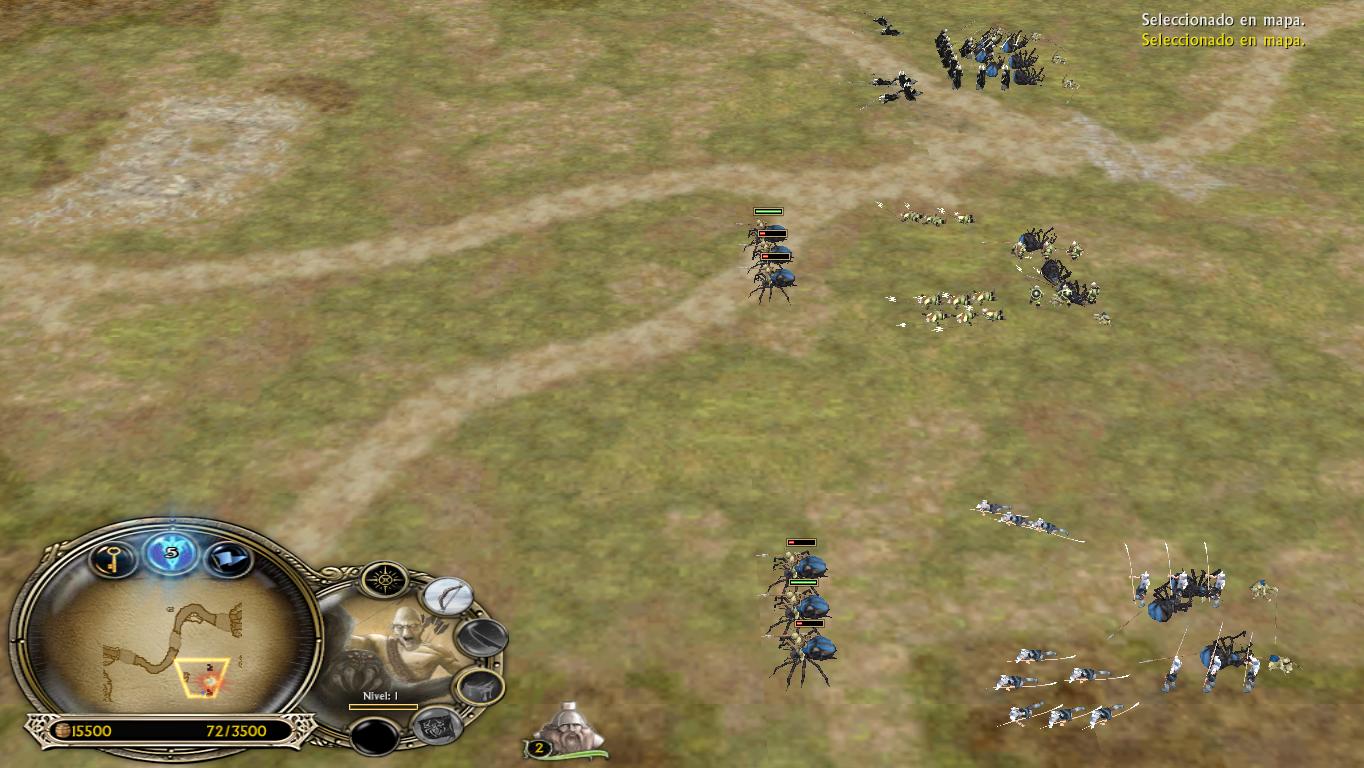 Seleccionado en mapa.
Seleccionado en mapa.
5
Nivel: 1
15500
72/3500
2